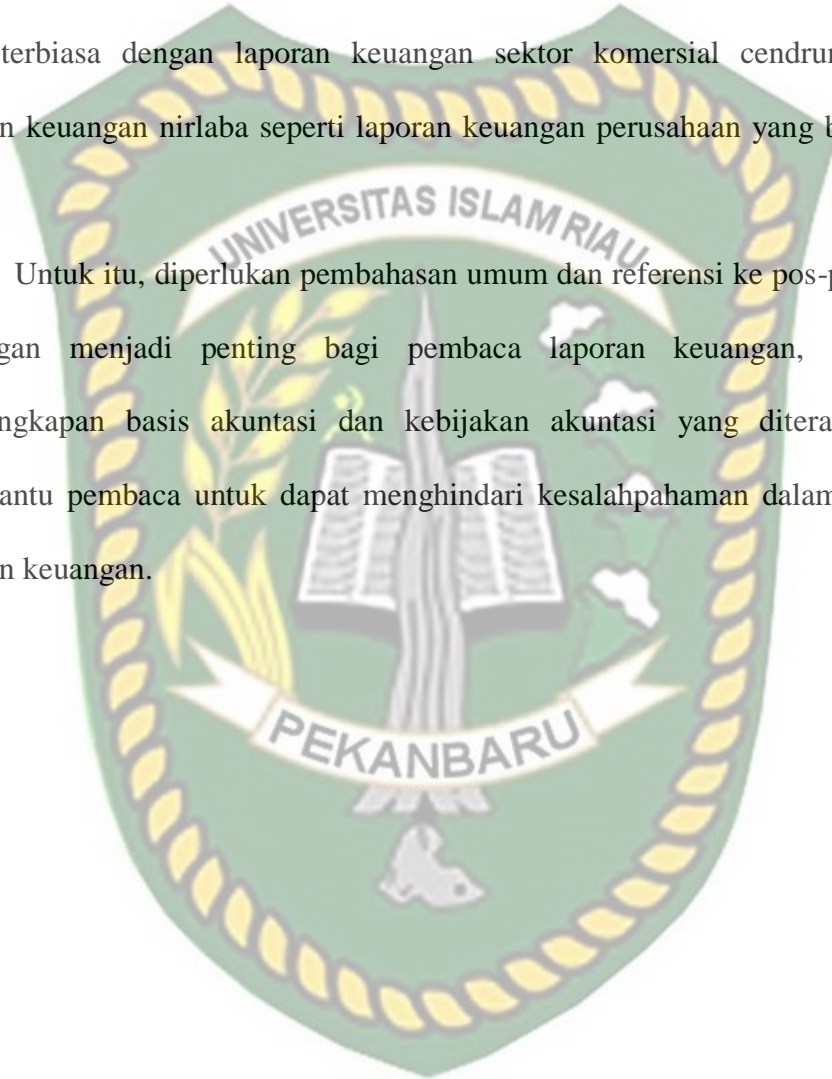 terbiasa dengan laporan keuangan sektor komersial cendrun
n keuangan nirlaba seperti laporan keuangan perusahaan yang b
UNIVERSITAS ISLAM RIAU
Untuk itu, diperlukan pembahasan umum dan referensi ke pos-p
gan menjadi penting bagi pembaca laporan keuangan,
ngkapan basis akuntasi dan kebijakan akuntasi yang ditera
antu pembaca untuk dapat menghindari kesalahpahaman dalam
n keuangan.
PEKANBARU